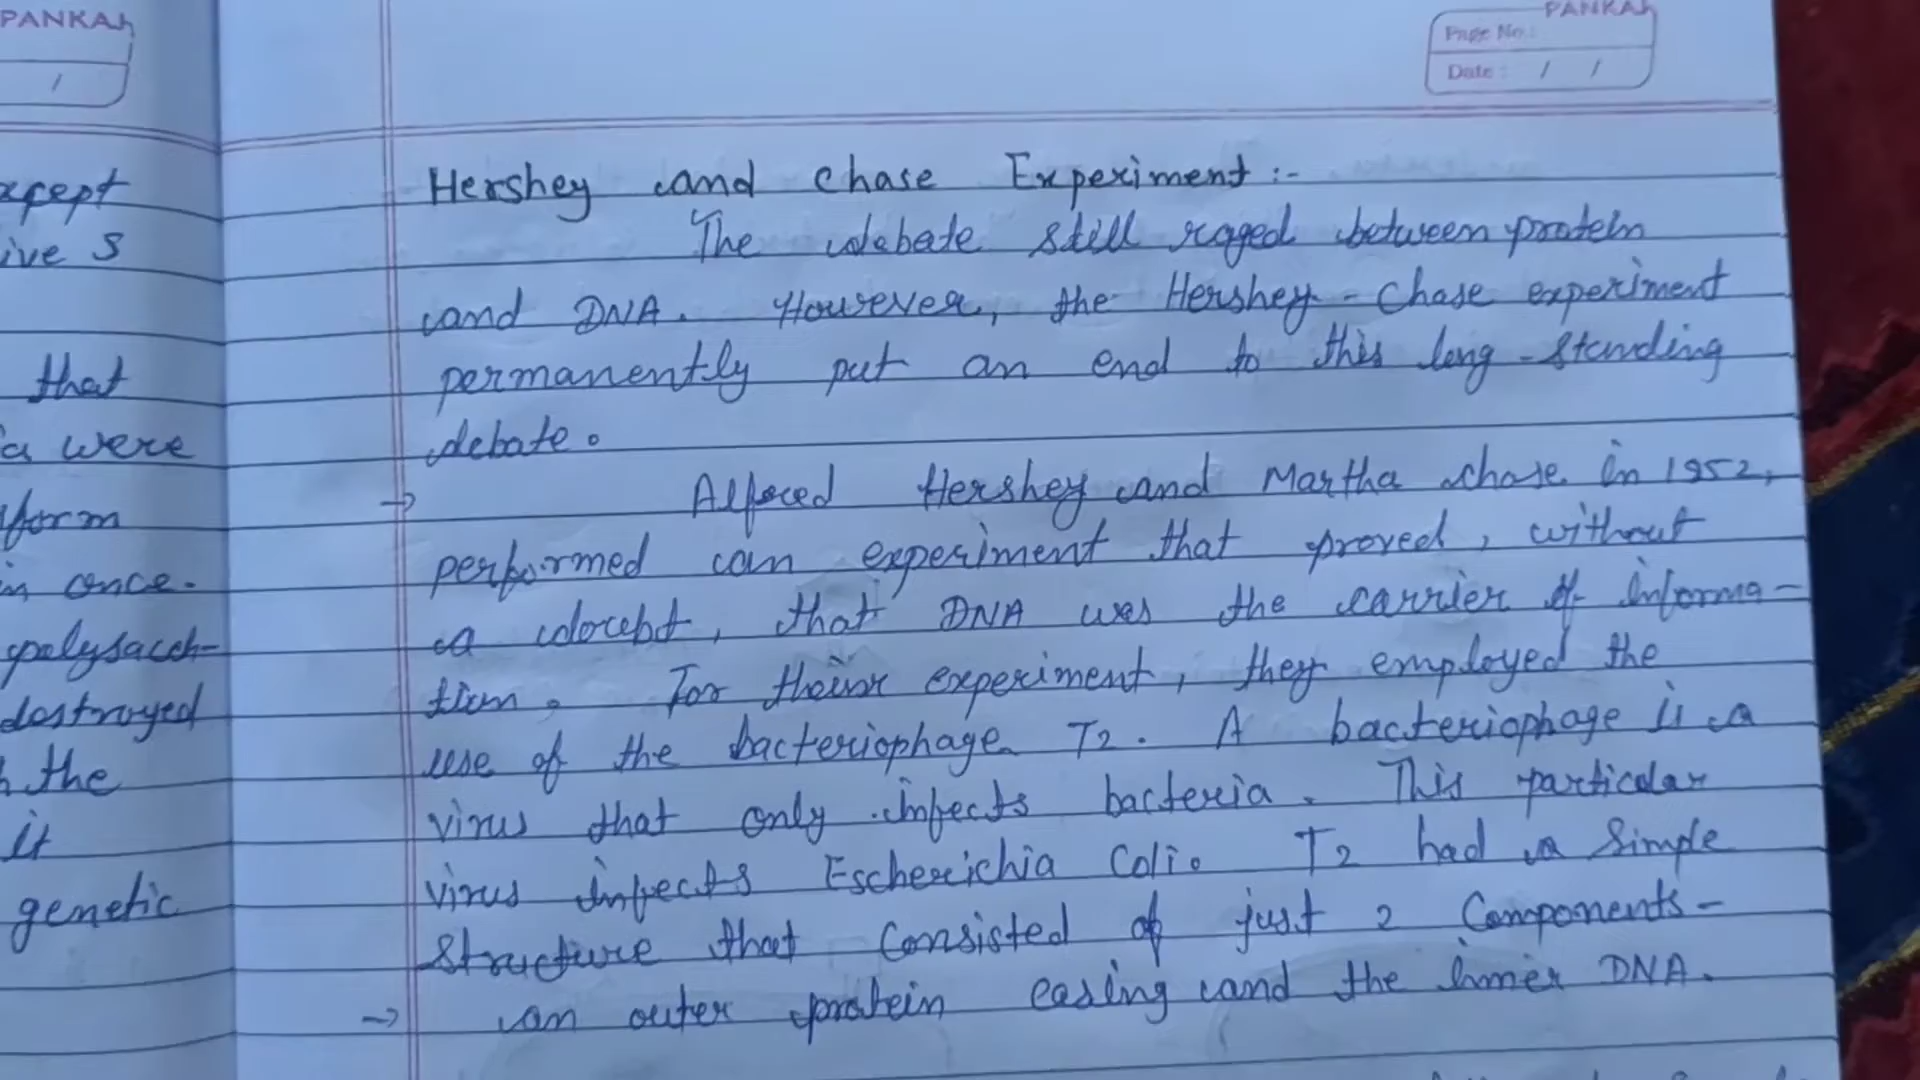 PANKAJ
/
xcept
ive S
that
a were
form
in once.
polysacch-
destroyed
the
it
genetic
PANKAJ
Page No.:
Date: / /
Hershey and Chase Experiment :-
The debate still raged between protein
and DNA. However, the Hershey - Chase experiment
permanently put an end to this long-standing
debate.
→ Alfred Hershey and Martha chase in 1952,
performed an experiment that proved, without
a doubt, that DNA was the carrier of informa-
tion. For their experiment, they employed the
use of the bacteriophage T2. A bacteriophage is a
virus that only infects bacteria. This particular
virus infects Escherichia Coli. T2 had a simple
structure that consisted of just 2 Components-
→ an outer protein casing and the inner DNA.